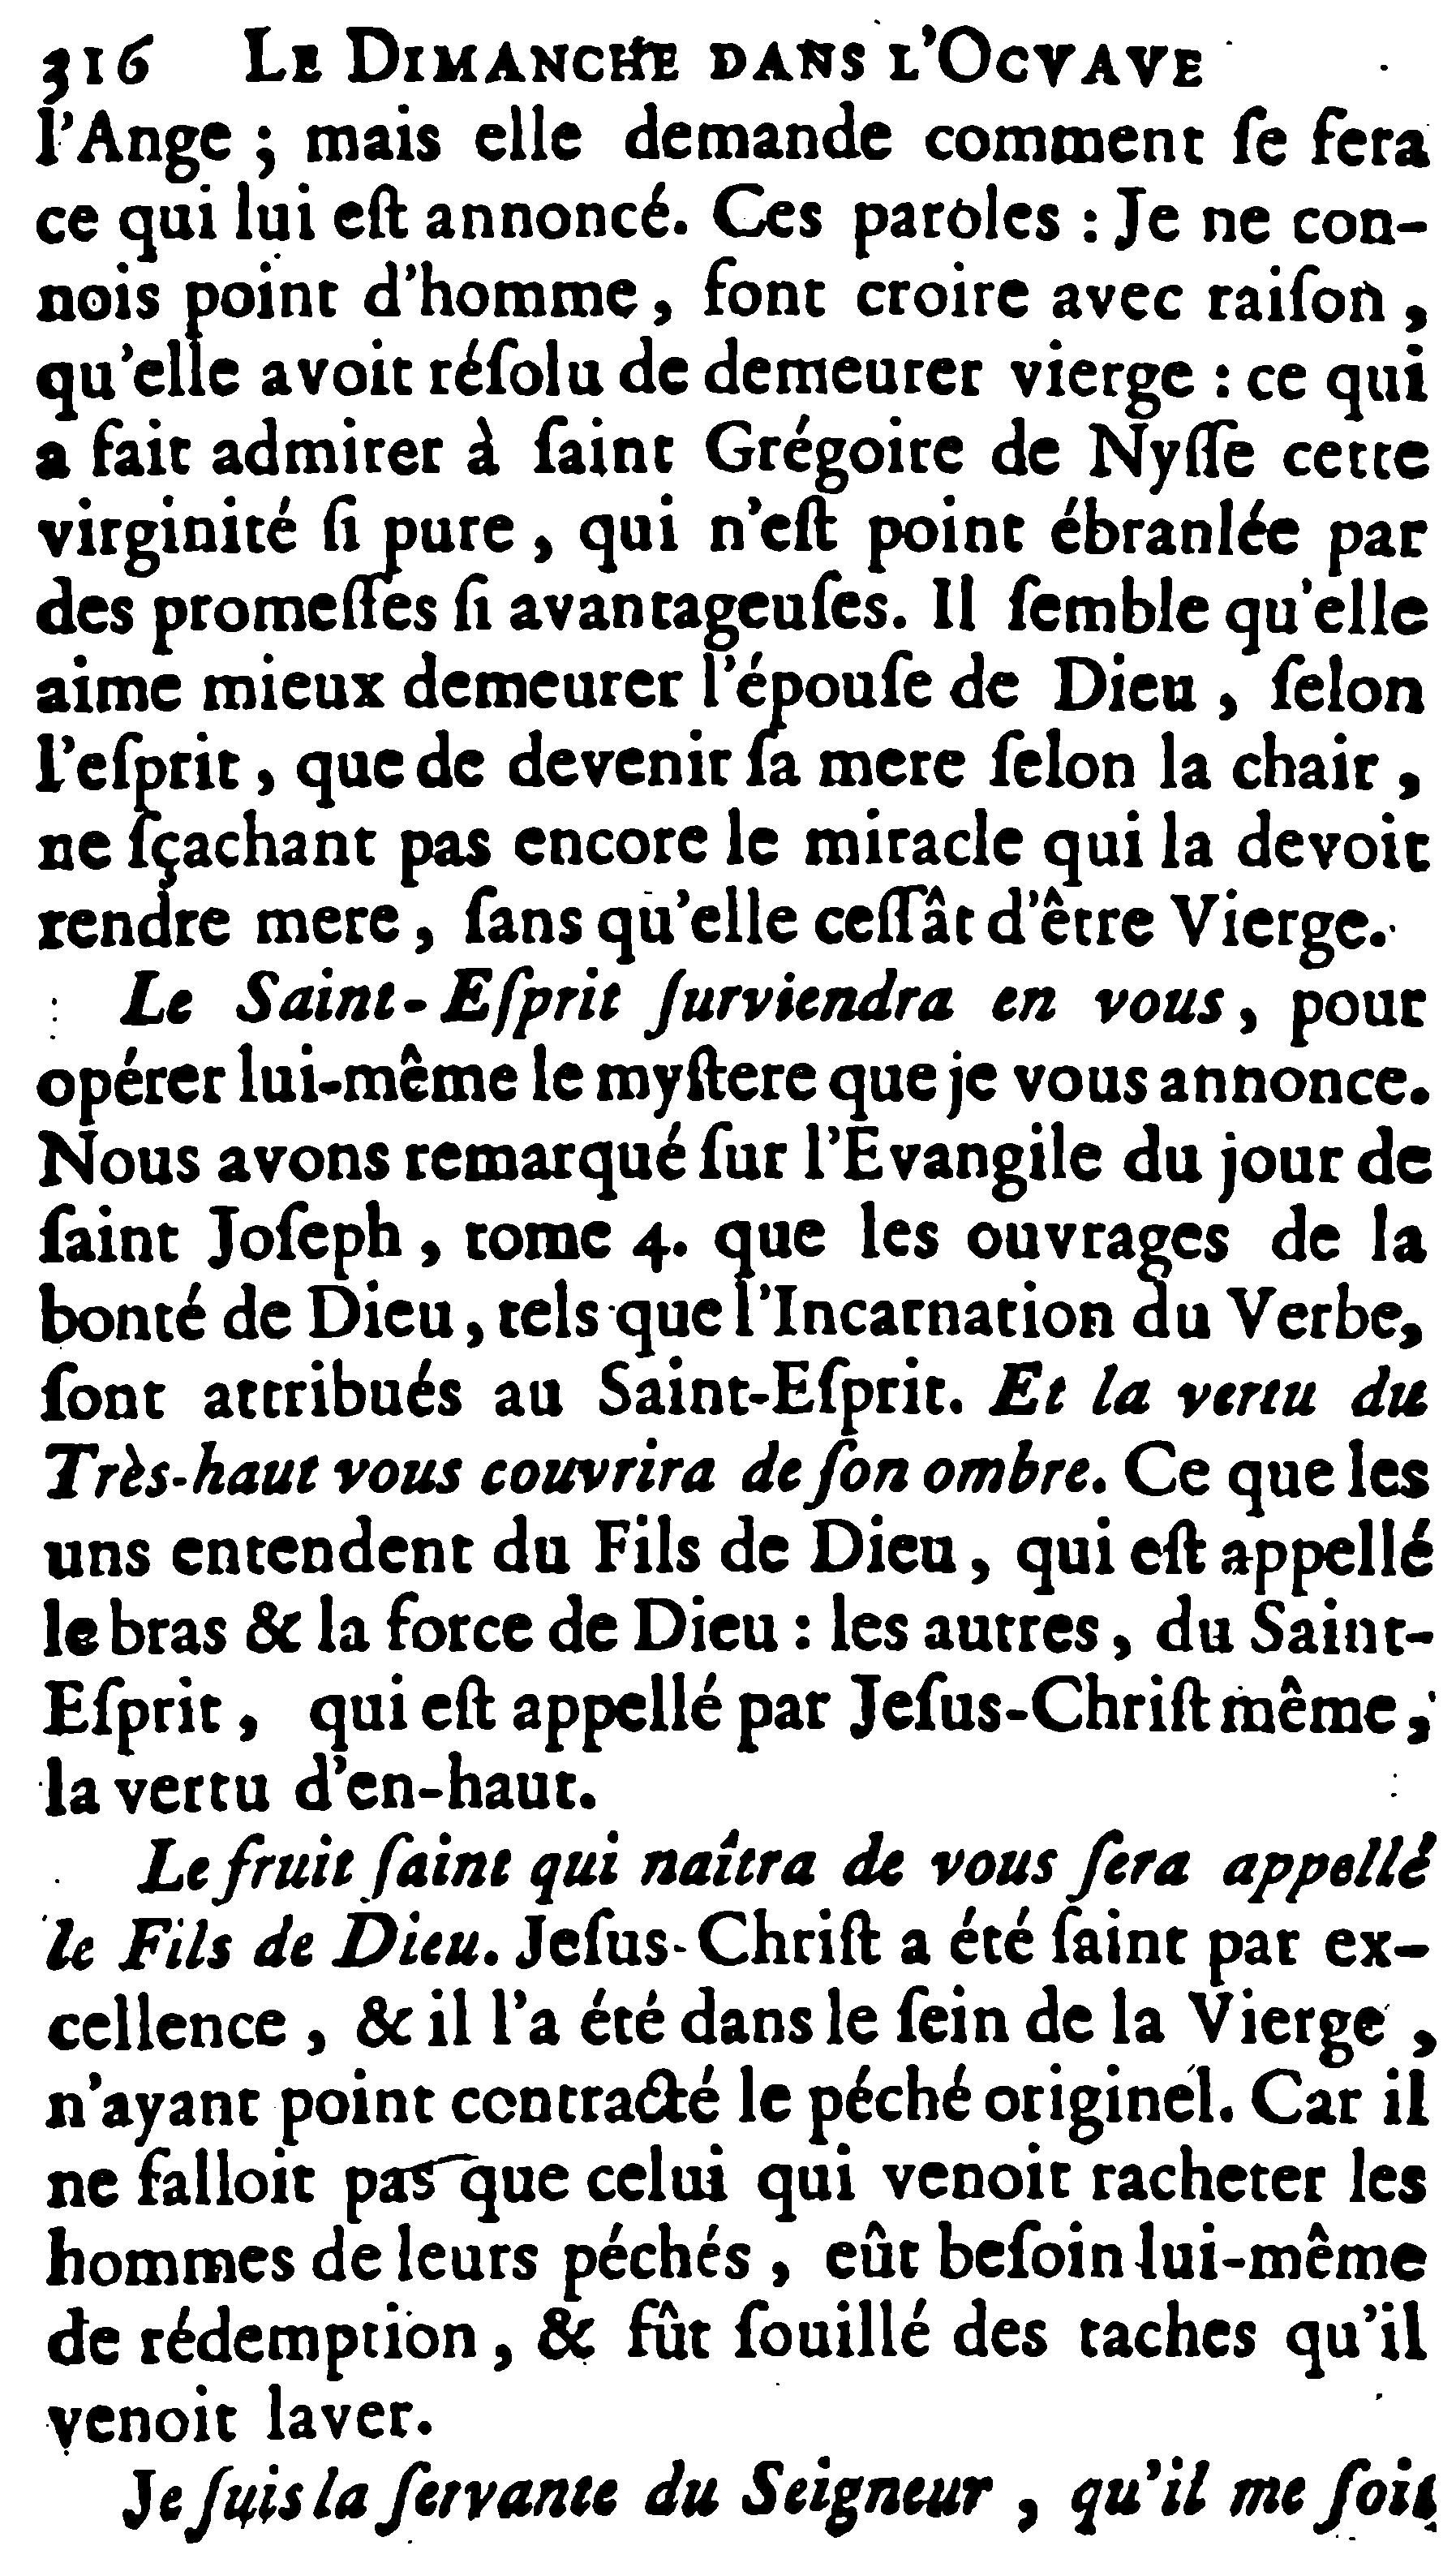 316 LE DIMANCHE DANS L'OCVAVE
l'Ange ; mais elle demande comment ſe fera
ce qui lui eſt annoncé. Ces paroles : Je ne con-
nois point d'homme, font croire avec raiſon,
qu'elle avoit réſolu de demeurer vierge : ce qui
a fait admirer à ſaint Grégoire de Nyſſe cette
virginité ſi pure, qui n'eſt point ébranlée par
des promeſſes ſi avantageuſes. Il ſemble qu'elle
aime mieux demeurer l'épouſe de Dieu, ſelon
l'eſprit, que de devenir ſa mere ſelon la chair,
ne ſçachant pas encore le miracle qui la devoit
rendre mere, ſans qu'elle ceſſât d'être Vierge.
Le Saint-Eſprit ſurviendra en vous, pour
opérer lui-même le myſtere que je vous annonce.
Nous avons remarqué ſur l'Evangile du jour de
ſaint Joſeph, tome 4. que les ouvrages de la
bonté de Dieu, tels que l'Incarnation du Verbe,
ſont attribués au Saint-Eſprit. Et la vertu du
Très-haut vous couvrira de ſon ombre. Ce que les
uns entendent du Fils de Dieu, qui eſt appellé
le bras & la force de Dieu : les autres, du Saint-
Eſprit, qui eſt appellé par Jeſus-Chriſt même,
la vertu d'en-haut.
Le fruit ſaint qui naîtra de vous ſera appellé
le Fils de Dieu. Jeſus-Chriſt a été ſaint par ex-
cellence, & il l'a été dans le ſein de la Vierge,
n'ayant point contracté le péché originel. Car il
ne falloit pas que celui qui venoit racheter les
hommes de leurs péchés, eût beſoin lui-même
de rédemption, & fût ſouillé des taches qu'il
venoit laver.
Je ſuis la ſervante du Seigneur, qu'il me ſoit